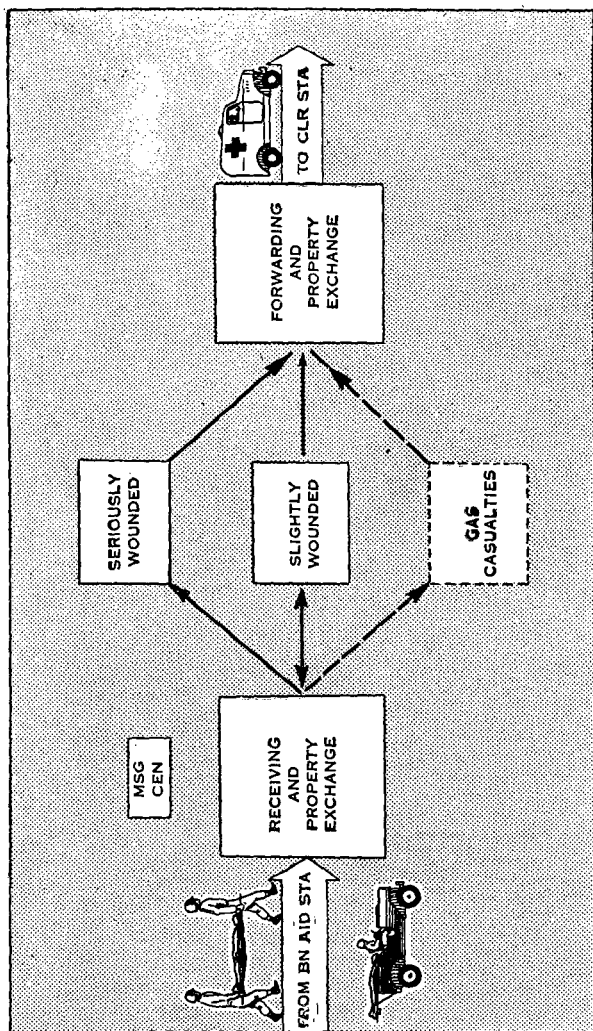 FROM BN AID STA
MSG
CEN
RECEIVING
AND
PROPERTY
EXCHANGE
SERIOUSLY
WOUNDED
SLIGHTLY
WOUNDED
GAS
CASUALTIES
FORWARDING
AND
PROPERTY
EXCHANGE
TO CLR STA